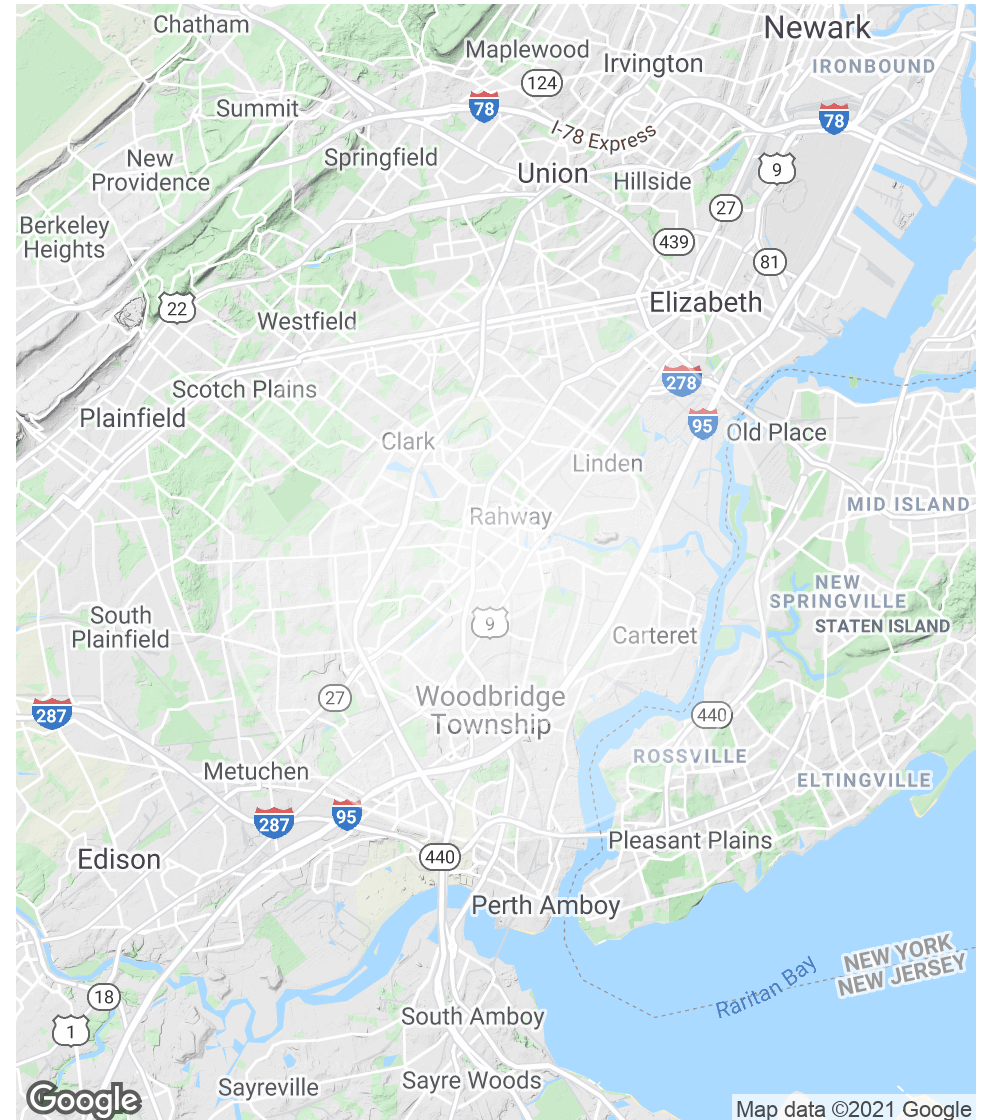 Chatham
Newark
Maplewood
Irvington
IRONBOUND
124
Summit
78
78
I-78 Express
New
Providence
Springfield
Union
Hillside
9
27
Berkeley
Heights
439
81
22
Elizabeth
Westfield
278
Scotch Plains
Plainfield
95
Old Place
Clark
Linden
MID ISLAND
Rahway
NEW
SPRINGVILLE
South
Plainfield
9
Carteret
STATEN ISLAND
27
Woodbridge
Township
287
440
ROSSVILLE
Metuchen
ELTINGVILLE
287
95
Pleasant Plains
Edison
440
Perth Amboy
NEW YORK
NEW JERSEY
Raritan Bay
18
1
South Amboy
Sayreville
Sayre Woods
Google
Map data ©2021 Google